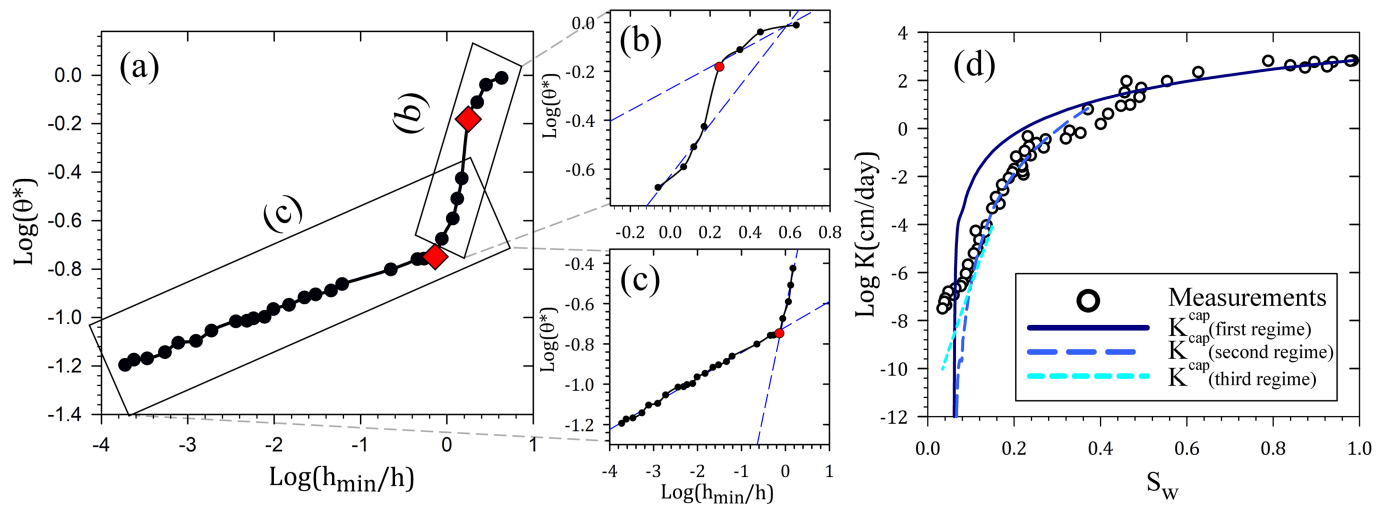 (a)
Log(θ*)
0.0
-0.2
-0.4
-0.6
-0.8
-1.0
-1.2
-1.4
-4 -3 -2 -1 0 1
Log(hmin/h)
(b)
(c)
(b)
Log(θ*)
0.0
-0.2
-0.4
-0.6
-0.2 0.0 0.2 0.4 0.6 0.8
(c)
Log(θ*)
-0.4
-0.6
-0.8
-1.0
-1.2
-4 -3 -2 -1 0 1
Log(hmin/h)
(d)
Log K(cm/day)
4
2
0
-2
-4
-6
-8
-10
-12
0.0 0.2 0.4 0.6 0.8 1.0
Sw
Measurements
Kcap(first regime)
Kcap(second regime)
Kcap(third regime)